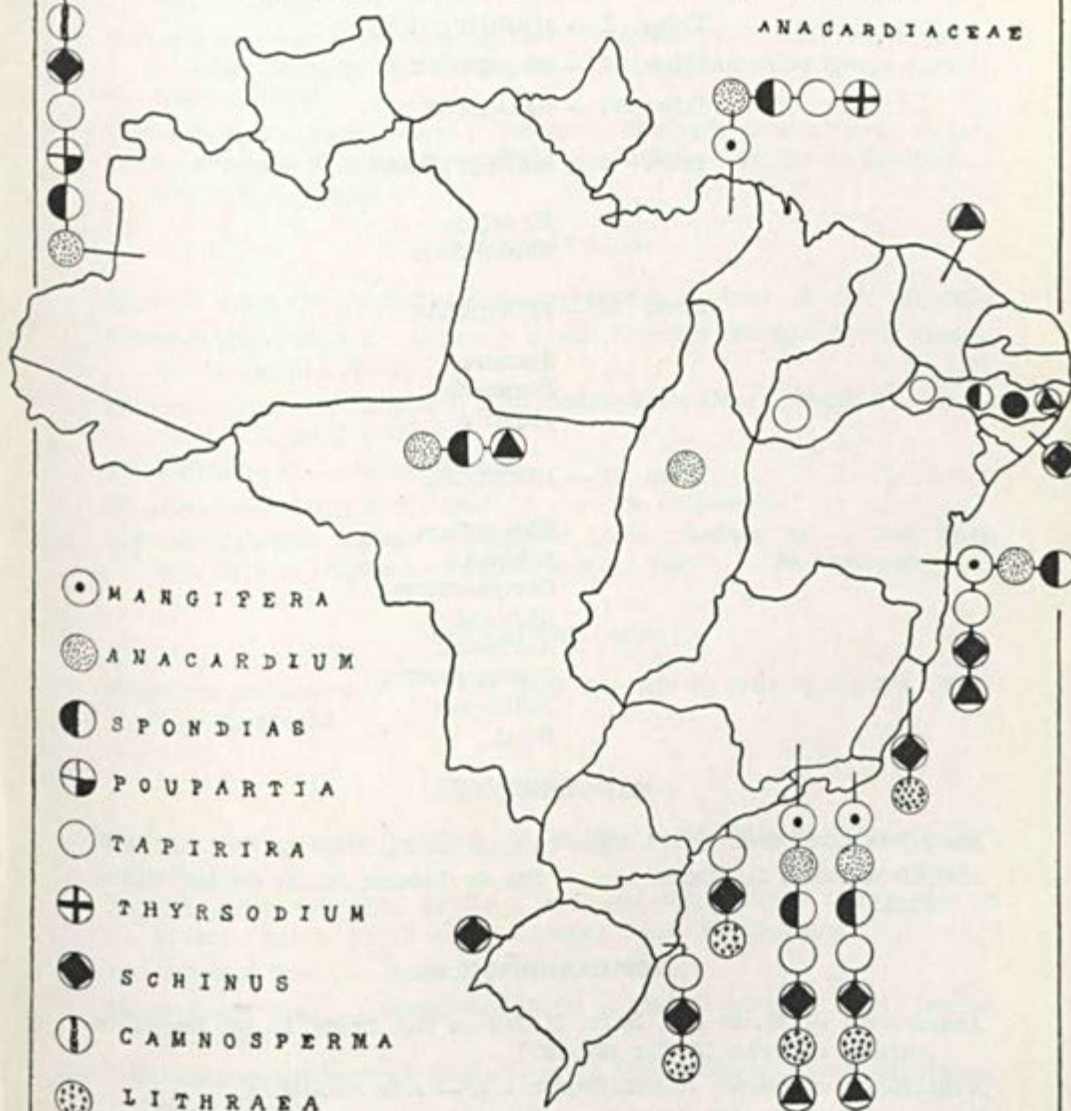 ANACARDIACEAE
MANGIFERA
ANACARDIUM
SPONDIAS
POUPARTIA
TAPIRIRA
THYRSODIUM
SCHINUS
CAMNOSPERMA
LITHRAEA